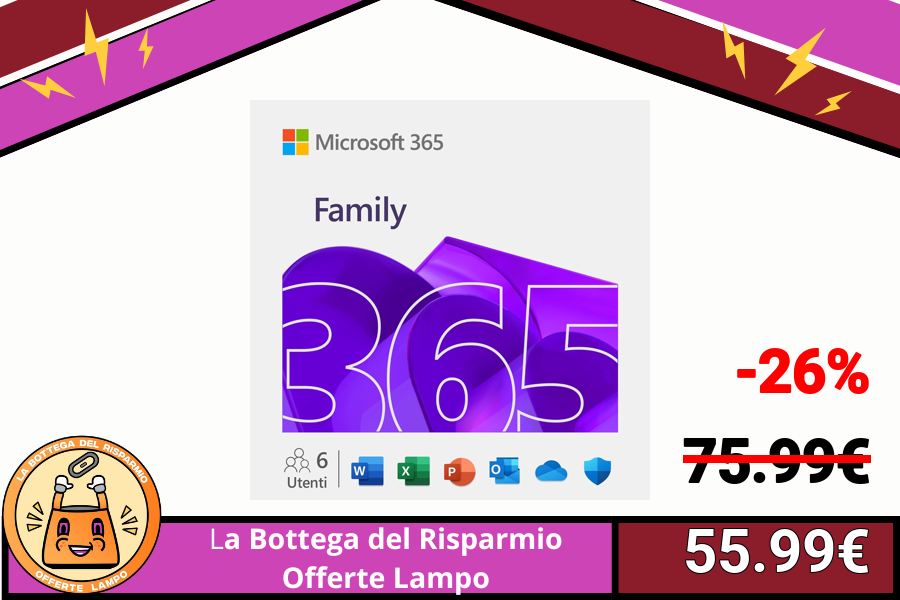 Microsoft 365
Family
365
6
Utenti
W
X
P
O
-26%
75.99€
55.99€
LA BOTTEGA DEL RISPARMIO
OFFERTE LAMPO
La Bottega del Risparmio
Offerte Lampo